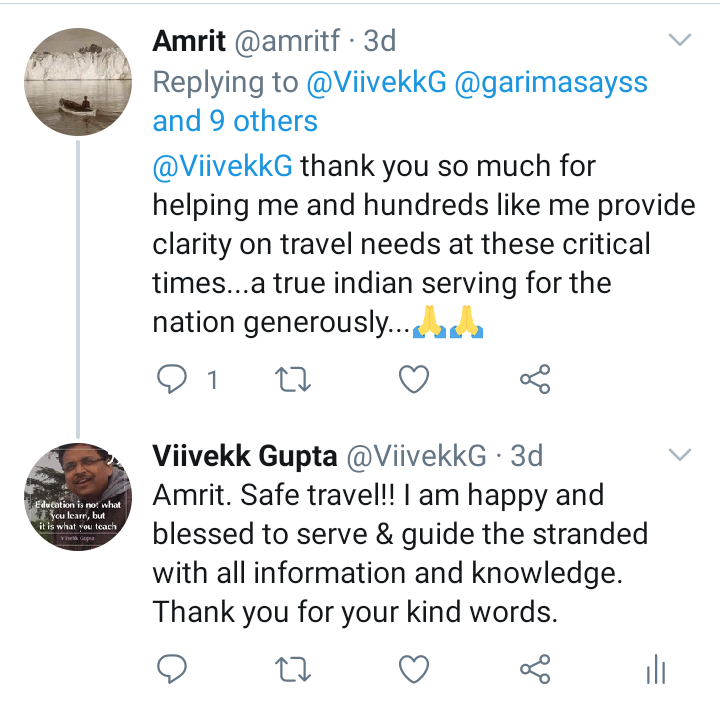 Amrit @amritf · 3d
Replying to @ViivekkG @garimasayss
and 9 others
@ViivekkG thank you so much for
helping me and hundreds like me provide
clarity on travel needs at these critical
times...a true indian serving for the
nation generously...🙏🙏
1
Viivekk Gupta @ViivekkG · 3d
Amrit. Safe travel!! I am happy and
blessed to serve & guide the stranded
with all information and knowledge.
Thank you for your kind words.
Education is not what
you learn, but
it is what you teach
Viivekk Gupta